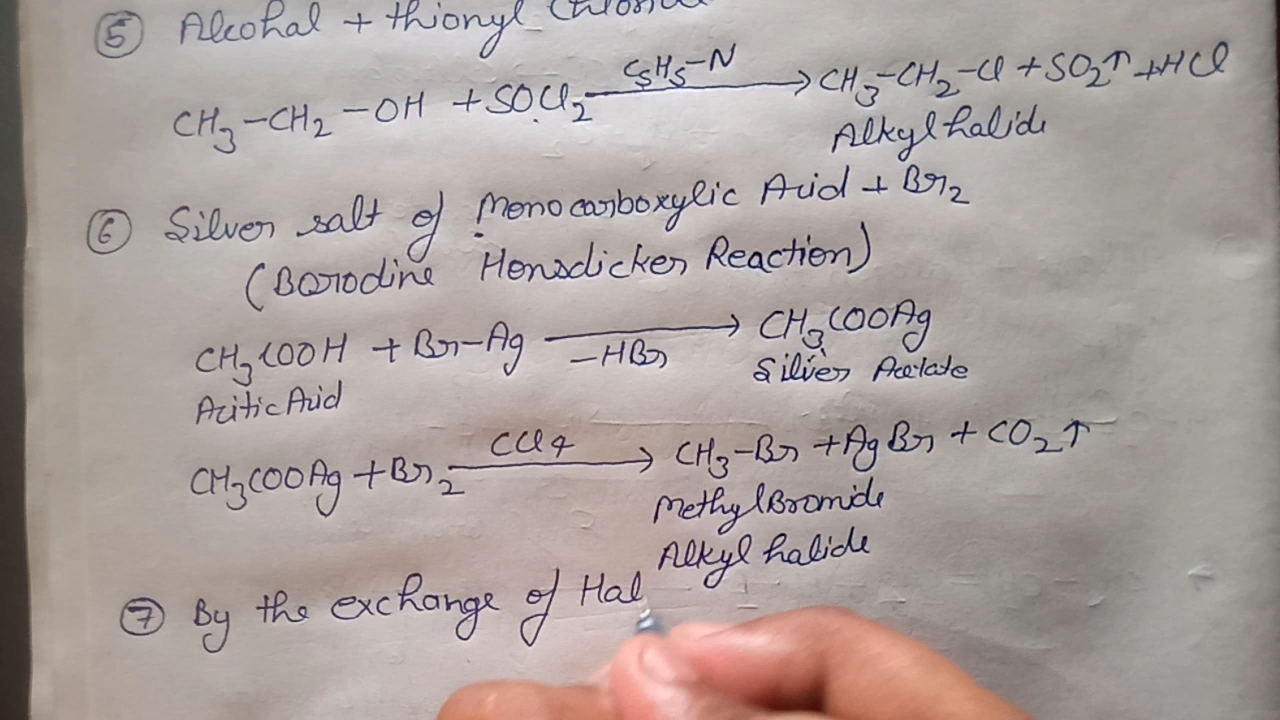 ⑤ Alcohal + thionyl Chloride
CH₃-CH₂-OH + SOCl₂ C₅H₅-N → CH₃-CH₂-Cl + SO₂↑ + HCl
Alkyl halide
⑥ Silver salt of Monocarboxylic Acid + Br₂
(Borodine Hunsdicker Reaction)
CH₃COOH + Br-Ag -HBr → CH₃COOAg
Acitic Acid Silver Acetate
CH₃COOAg + Br₂ CCl₄ → CH₃-Br + AgBr + CO₂↑
Methyl Bromide
Alkyl halide
⑦ By the exchange of Hal